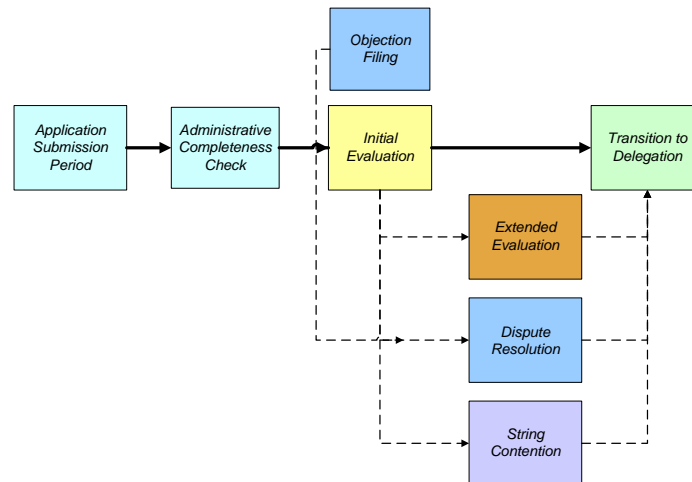 Objection
Filing
Application
Submission
Period
Administrative
Completeness
Check
Initial
Evaluation
Transition to
Delegation
Extended
Evaluation
Dispute
Resolution
String
Contention